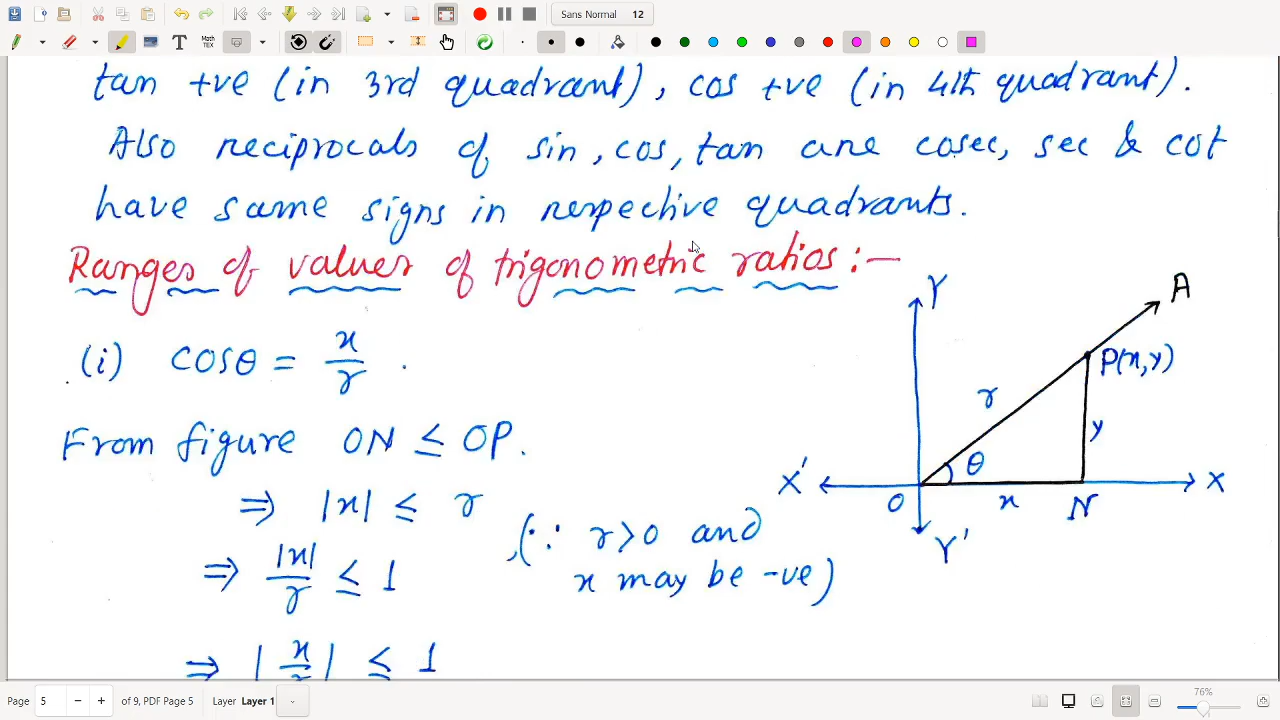 Sans Normal 12
Math TEX
tan +ve (in 3rd quadrant), cos +ve (in 4th quadrant).
Also reciprocals of sin, cos, tan are cosec, sec & cot
have same signs in respective quadrants.
Ranges of values of trigonometric ratios :—
(i) cosθ = x/r .
From figure ON ≤ OP.
⇒ |x| ≤ r
(∵ r>0 and
x may be -ve)
⇒ |x|/r ≤ 1
⇒ |x/r| ≤ 1
Y
A
P(x,y)
r
y
θ
X'
O
x
N
X
Y'
Page 5 of 9, PDF Page 5 Layer Layer 1
76%